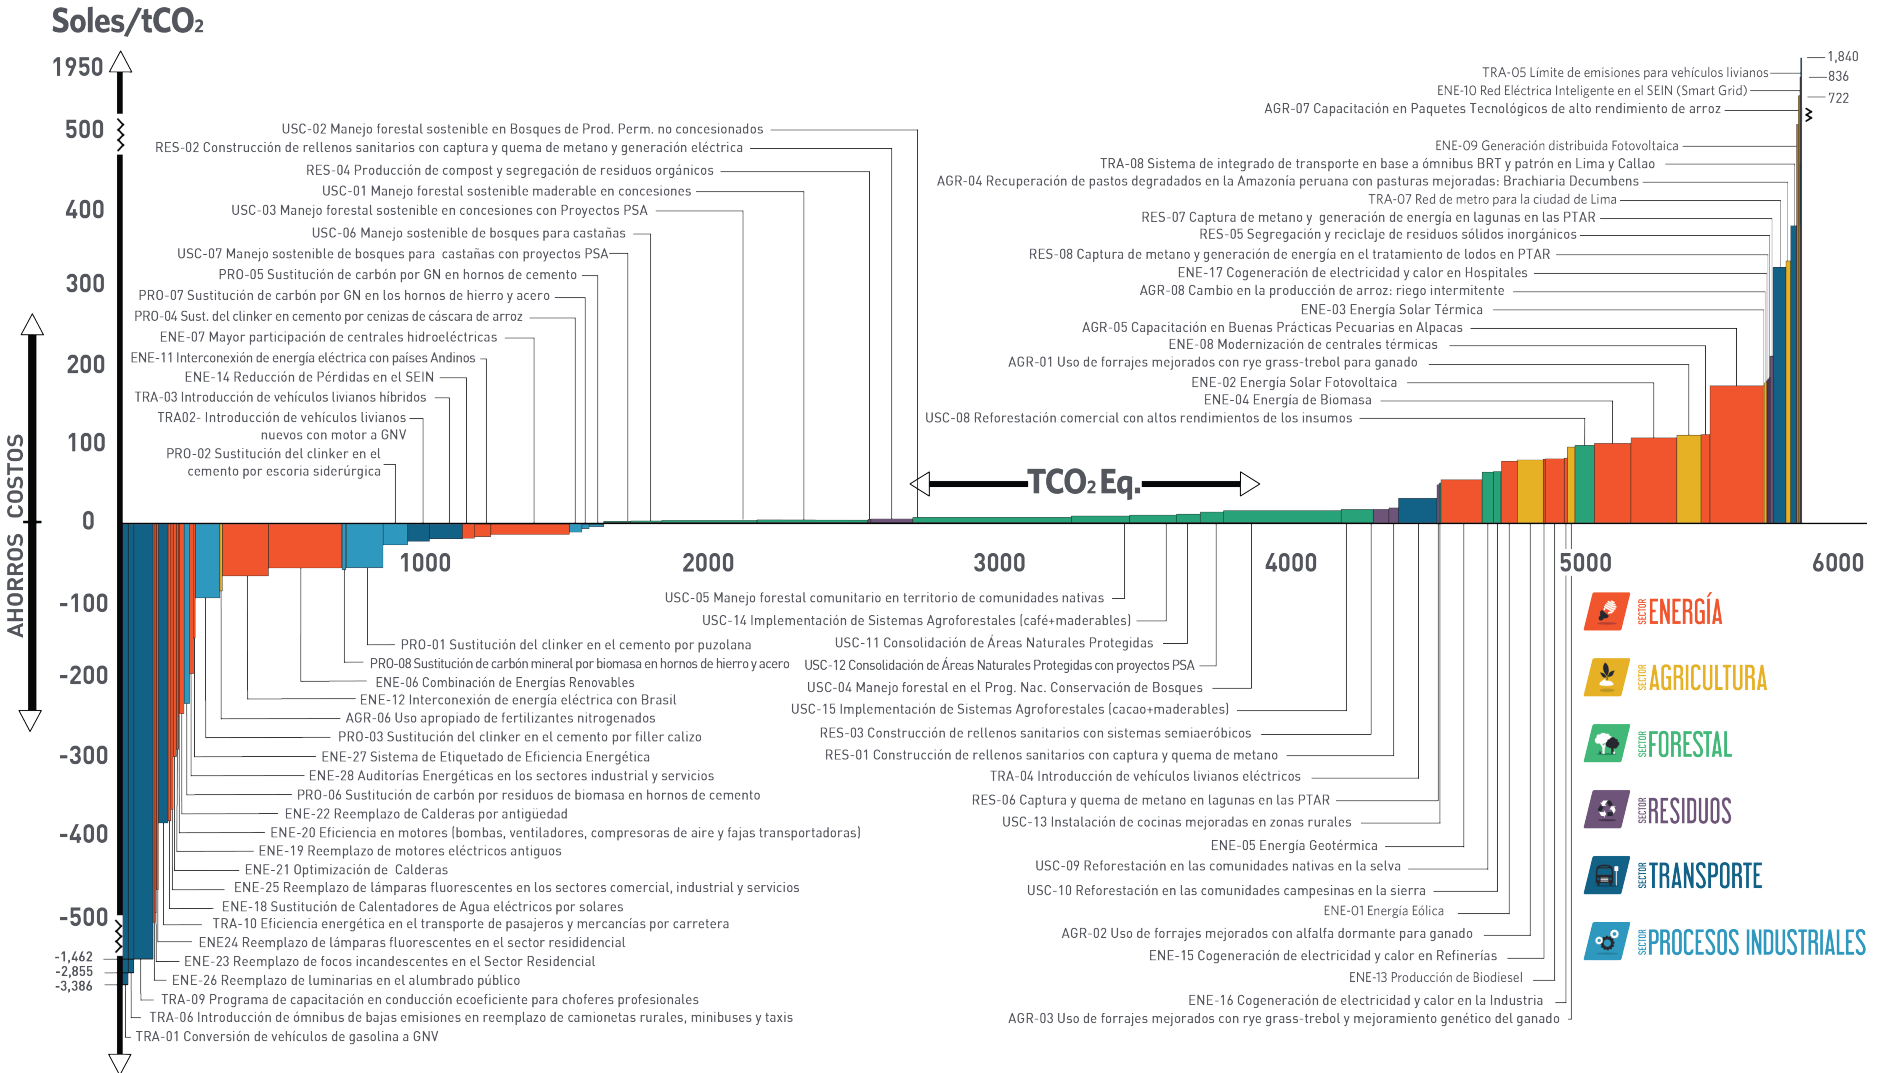 Soles/tCO2
1950
500
400
300
200
100
0
-100
-200
-300
-400
-500
-1,462
-2,855
-3,386
AHORROS COSTOS
USC-02 Manejo forestal sostenible en Bosques de Prod. Perm. no concesionados
RES-02 Construcción de rellenos sanitarios con captura y quema de metano y generación eléctrica
RES-04 Producción de compost y segregación de residuos orgánicos
USC-01 Manejo forestal sostenible maderable en concesiones
USC-03 Manejo forestal sostenible en concesiones con Proyectos PSA
USC-06 Manejo sostenible de bosques para castañas
USC-07 Manejo sostenible de bosques para castañas con proyectos PSA
PRO-05 Sustitución de carbón por GN en hornos de cemento
PRO-07 Sustitución de carbón por GN en los hornos de hierro y acero
PRO-04 Sust. del clinker en cemento por cenizas de cáscara de arroz
ENE-07 Mayor participación de centrales hidroeléctricas
ENE-11 Interconexión de energía eléctrica con países Andinos
ENE-14 Reducción de Pérdidas en el SEIN
TRA-03 Introducción de vehículos livianos híbridos
TRA02- Introducción de vehículos livianos
nuevos con motor a GNV
PRO-02 Sustitución del clinker en el
cemento por escoria siderúrgica
1,840
TRA-05 Límite de emisiones para vehículos livianos
836
ENE-10 Red Eléctrica Inteligente en el SEIN (Smart Grid)
722
AGR-07 Capacitación en Paquetes Tecnológicos de alto rendimiento de arroz
ENE-09 Generación distribuida Fotovoltaica
TRA-08 Sistema de integrado de transporte en base a ómnibus BRT y patrón en Lima y Callao
AGR-04 Recuperación de pastos degradados en la Amazonía peruana con pasturas mejoradas: Brachiaria Decumbens
TRA-07 Red de metro para la ciudad de Lima
RES-07 Captura de metano y generación de energía en lagunas en las PTAR
RES-05 Segregación y reciclaje de residuos sólidos inorgánicos
RES-08 Captura de metano y generación de energía en el tratamiento de lodos en PTAR
ENE-17 Cogeneración de electricidad y calor en Hospitales
AGR-08 Cambio en la producción de arroz: riego intermitente
ENE-03 Energía Solar Térmica
AGR-05 Capacitación en Buenas Prácticas Pecuarias en Alpacas
ENE-08 Modernización de centrales térmicas
AGR-01 Uso de forrajes mejorados con rye grass-trebol para ganado
ENE-02 Energía Solar Fotovoltaica
ENE-04 Energía de Biomasa
USC-08 Reforestación comercial con altos rendimientos de los insumos
TCO2 Eq.
1000
2000
3000
4000
5000
6000
PRO-01 Sustitución del clinker en el cemento por puzolana
PRO-08 Sustitución de carbón mineral por biomasa en hornos de hierro y acero
ENE-06 Combinación de Energías Renovables
ENE-12 Interconexión de energía eléctrica con Brasil
AGR-06 Uso apropiado de fertilizantes nitrogenados
PRO-03 Sustitución del clinker en el cemento por filler calizo
ENE-27 Sistema de Etiquetado de Eficiencia Energética
ENE-28 Auditorías Energéticas en los sectores industrial y servicios
PRO-06 Sustitución de carbón por residuos de biomasa en hornos de cemento
ENE-22 Reemplazo de Calderas por antigüedad
ENE-20 Eficiencia en motores (bombas, ventiladores, compresoras de aire y fajas transportadoras)
ENE-19 Reemplazo de motores eléctricos antiguos
ENE-21 Optimización de Calderas
ENE-25 Reemplazo de lámparas fluorescentes en los sectores comercial, industrial y servicios
ENE-18 Sustitución de Calentadores de Agua eléctricos por solares
TRA-10 Eficiencia energética en el transporte de pasajeros y mercancías por carretera
ENE24 Reemplazo de lámparas fluorescentes en el sector resididencial
ENE-23 Reemplazo de focos incandescentes en el Sector Residencial
ENE-26 Reemplazo de luminarias en el alumbrado público
TRA-09 Programa de capacitación en conducción ecoeficiente para choferes profesionales
TRA-06 Introducción de ómnibus de bajas emisiones en reemplazo de camionetas rurales, minibuses y taxis
TRA-01 Conversión de vehículos de gasolina a GNV
USC-05 Manejo forestal comunitario en territorio de comunidades nativas
USC-14 Implementación de Sistemas Agroforestales (café+maderables)
USC-11 Consolidación de Áreas Naturales Protegidas
USC-12 Consolidación de Áreas Naturales Protegidas con proyectos PSA
USC-04 Manejo forestal en el Prog. Nac. Conservación de Bosques
USC-15 Implementación de Sistemas Agroforestales (cacao+maderables)
RES-03 Construcción de rellenos sanitarios con sistemas semiaeróbicos
RES-01 Construcción de rellenos sanitarios con captura y quema de metano
TRA-04 Introducción de vehículos livianos eléctricos
RES-06 Captura y quema de metano en lagunas en las PTAR
USC-13 Instalación de cocinas mejoradas en zonas rurales
ENE-05 Energía Geotérmica
USC-09 Reforestación en las comunidades nativas en la selva
USC-10 Reforestación en las comunidades campesinas en la sierra
ENE-01 Energía Eólica
AGR-02 Uso de forrajes mejorados con alfalfa dormante para ganado
ENE-15 Cogeneración de electricidad y calor en Refinerías
ENE-13 Producción de Biodiesel
ENE-16 Cogeneración de electricidad y calor en la Industria
AGR-03 Uso de forrajes mejorados con rye grass-trebol y mejoramiento genético del ganado
SECTOR ENERGÍA
SECTOR AGRICULTURA
SECTOR FORESTAL
SECTOR RESIDUOS
SECTOR TRANSPORTE
SECTOR PROCESOS INDUSTRIALES